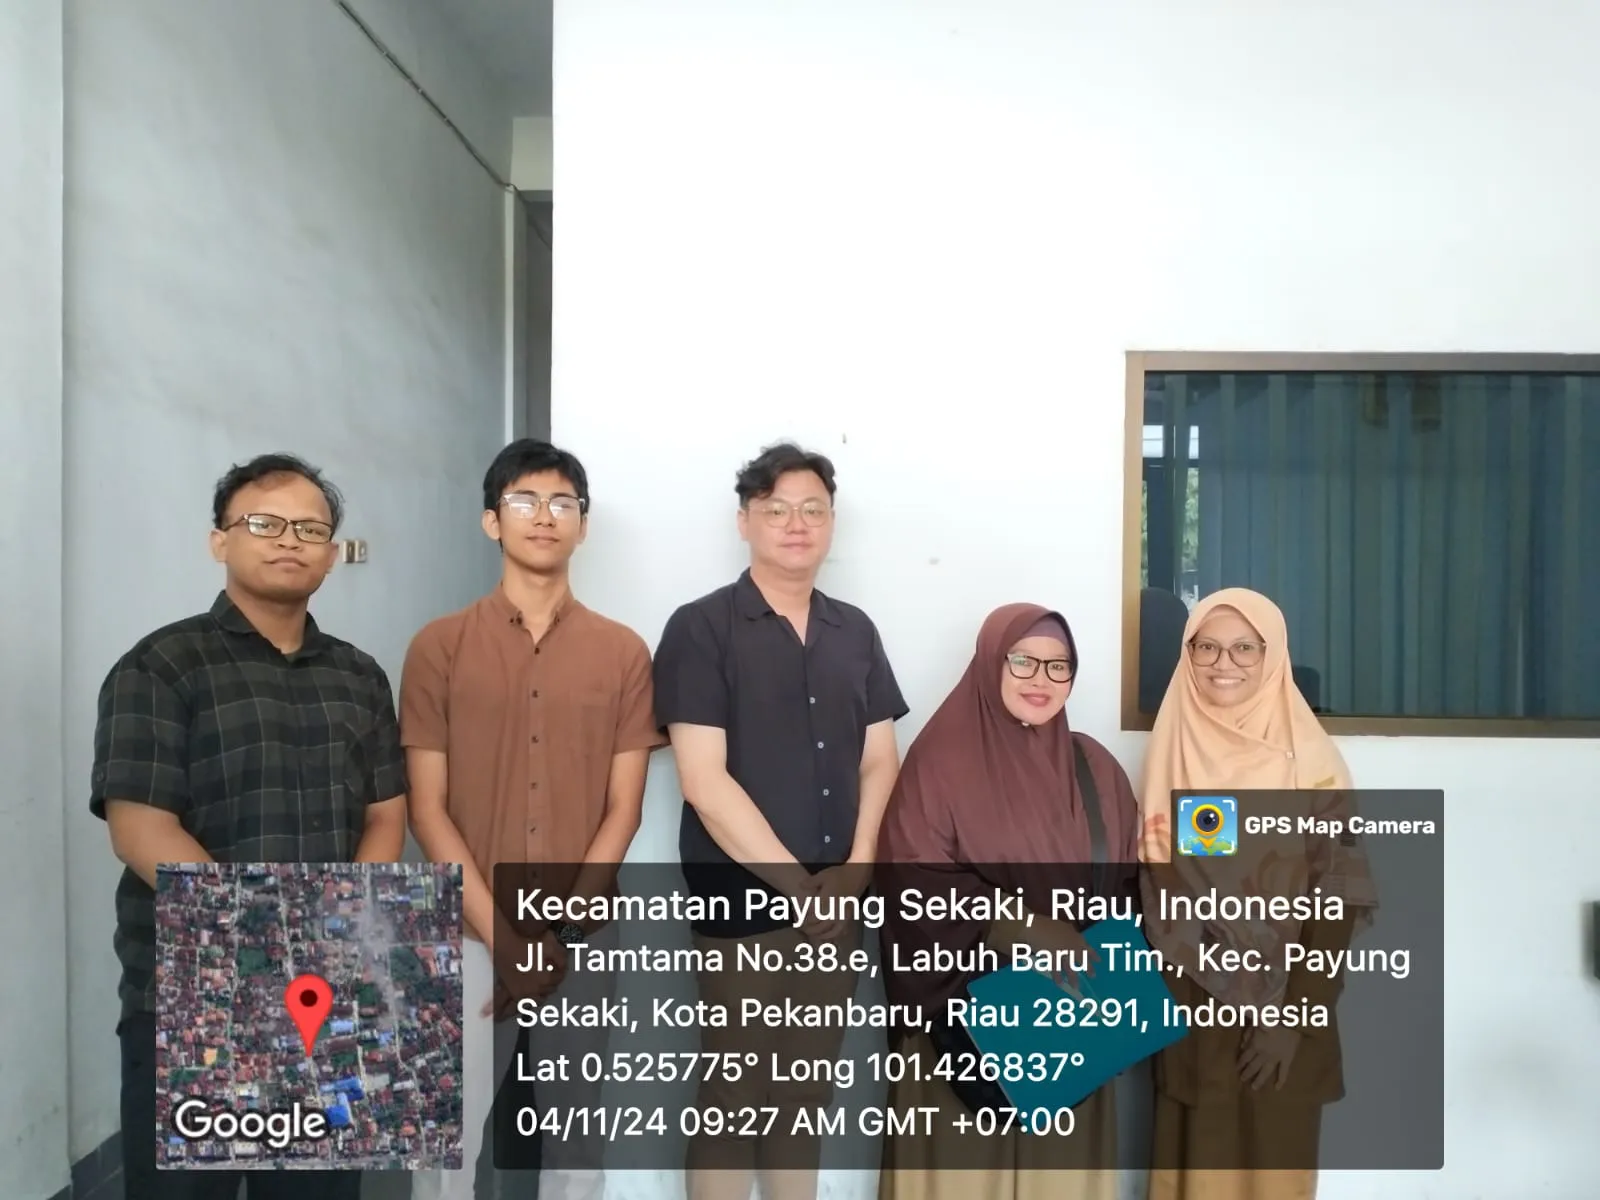 GPS Map Camera
Kecamatan Payung Sekaki, Riau, Indonesia
Jl. Tamtama No.38.e, Labuh Baru Tim., Kec. Payung
Sekaki, Kota Pekanbaru, Riau 28291, Indonesia
Lat 0.525775° Long 101.426837°
04/11/24 09:27 AM GMT +07:00
Google